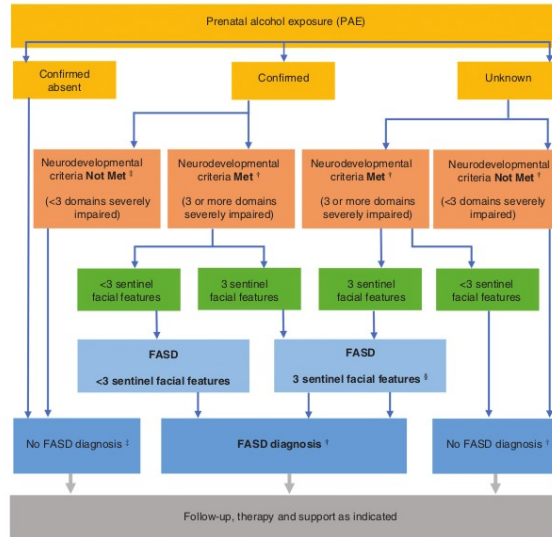 Prenatal alcohol exposure (PAE)
Confirmed
absent
Confirmed
Unknown
Neurodevelopmental
criteria Not Met ‡
(<3 domains severely
impaired)
Neurodevelopmental
criteria Met †
(3 or more domains
severely impaired)
Neurodevelopmental
criteria Met †
(3 or more domains
severely impaired)
Neurodevelopmental
criteria Not Met †
(<3 domains severely
impaired)
<3 sentinel
facial features
3 sentinel
facial features
3 sentinel
facial features
<3 sentinel
facial features
FASD
<3 sentinel facial features
FASD
3 sentinel facial features §
No FASD diagnosis ‡
FASD diagnosis †
No FASD diagnosis †
Follow-up, therapy and support as indicated